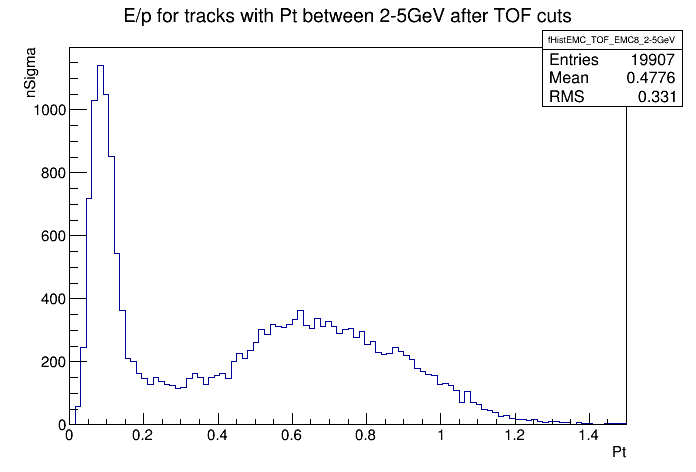 E/p for tracks with Pt between 2-5GeV after TOF cuts
fHistEMC_TOF_EMC8_2-5GeV
Entries 19907
Mean 0.4776
RMS 0.331
nSigma
1000
800
600
400
200
0
0 0.2 0.4 0.6 0.8 1 1.2 1.4
Pt